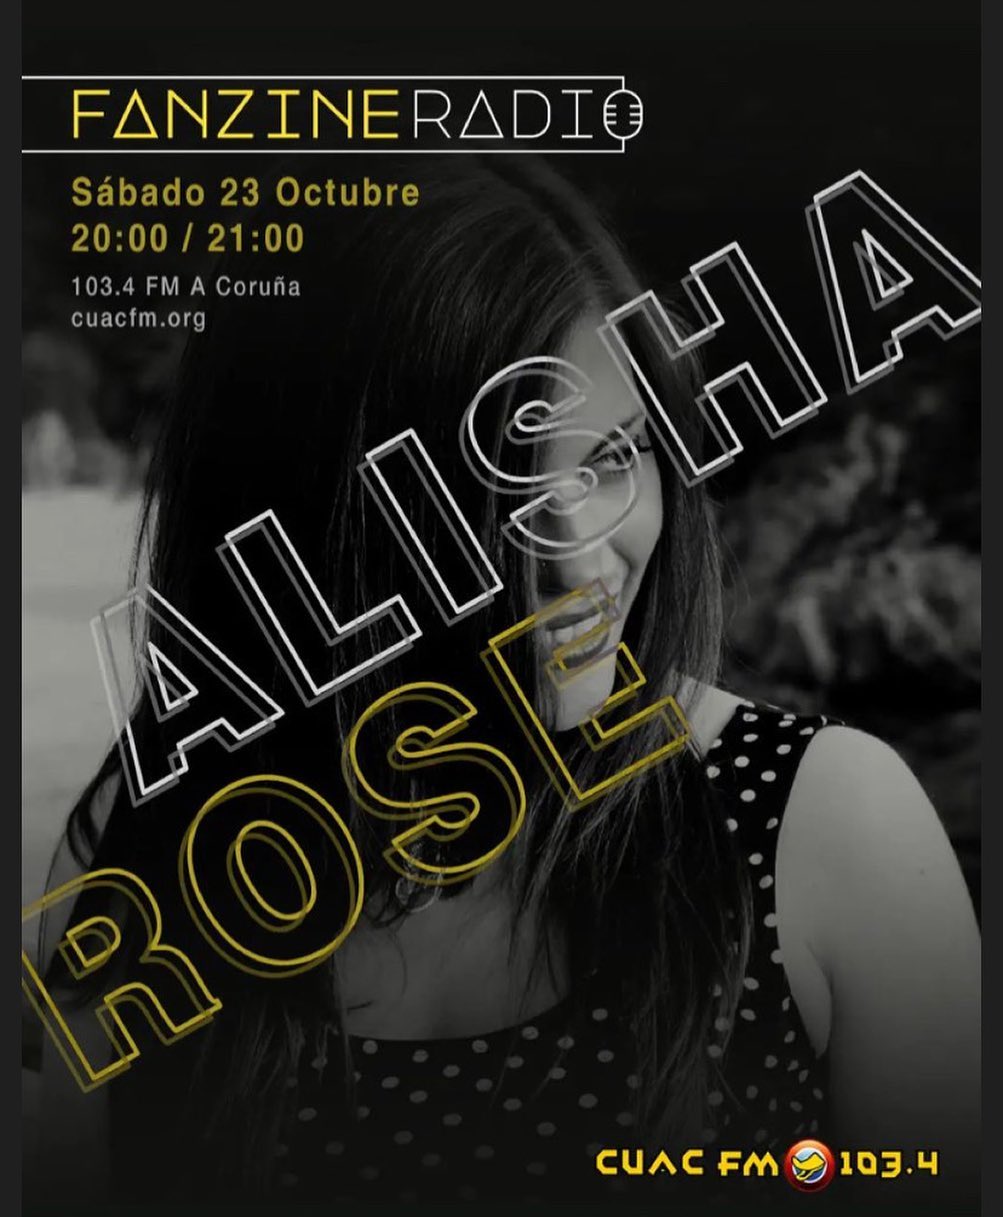 FANZINERADIO
Sábado 23 Octubre
20:00 / 21:00
103.4 FM A Coruña
cuacfm.org
ALISHA
ROSE
CUAC FM 103.4